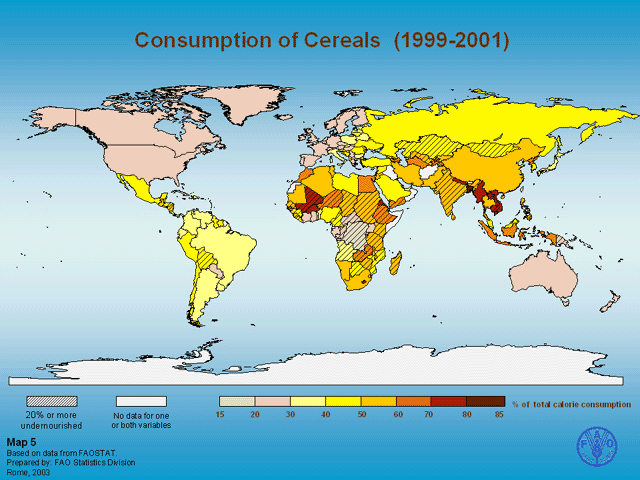 Consumption of Cereals (1999-2001)
15 20 30 40 50 60 70 80 85 % of total calorie consumption
20% or more
undernourished
No data for one
or both variables
Map 5
Based on data from FAOSTAT.
Prepared by: FAO Statistics Division
Rome, 2003
F A O